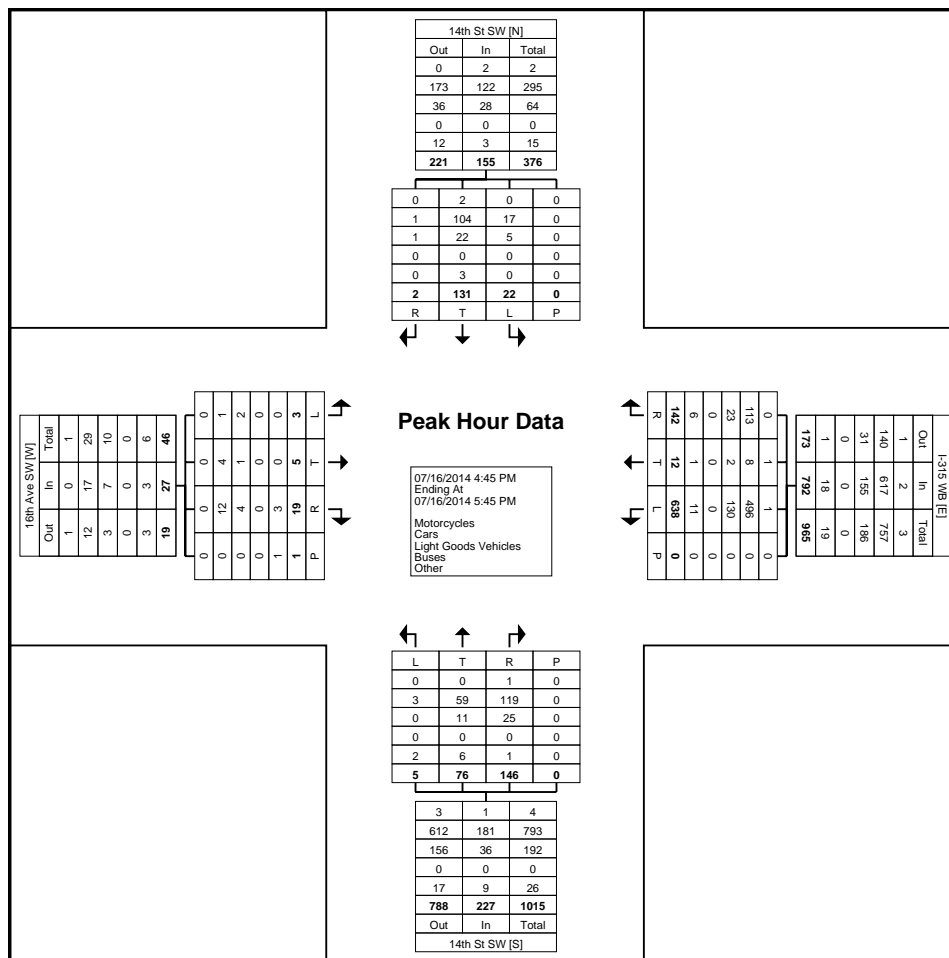 14th St SW [N]
Out In Total
0 2 2
173 122 295
36 28 64
0 0 0
12 3 15
221 155 376
0 2 0 0
1 104 17 0
1 22 5 0
0 0 0 0
0 3 0 0
2 131 22 0
R T L P
16th Ave SW [W]
Out In Total
1 0 1
12 17 29
3 7 10
0 0 0
3 3 6
19 27 46
0 0 0 0
0 12 4 1
0 4 1 2
0 0 0 0
1 3 0 0
1 19 5 3
P R T L
Peak Hour Data
07/16/2014 4:45 PM
Ending At
07/16/2014 5:45 PM
Motorcycles
Cars
Light Goods Vehicles
Buses
Other
I-315 WB [E]
Out In Total
1 2 3
140 617 757
31 155 186
0 0 0
1 18 19
173 792 965
0 1 1 0
113 8 496 0
23 2 130 0
0 0 0 0
6 1 11 0
142 12 638 0
R T L P
L T R P
0 0 1 0
3 59 119 0
0 11 25 0
0 0 0 0
2 6 1 0
5 76 146 0
3 1 4
612 181 793
156 36 192
0 0 0
17 9 26
788 227 1015
Out In Total
14th St SW [S]